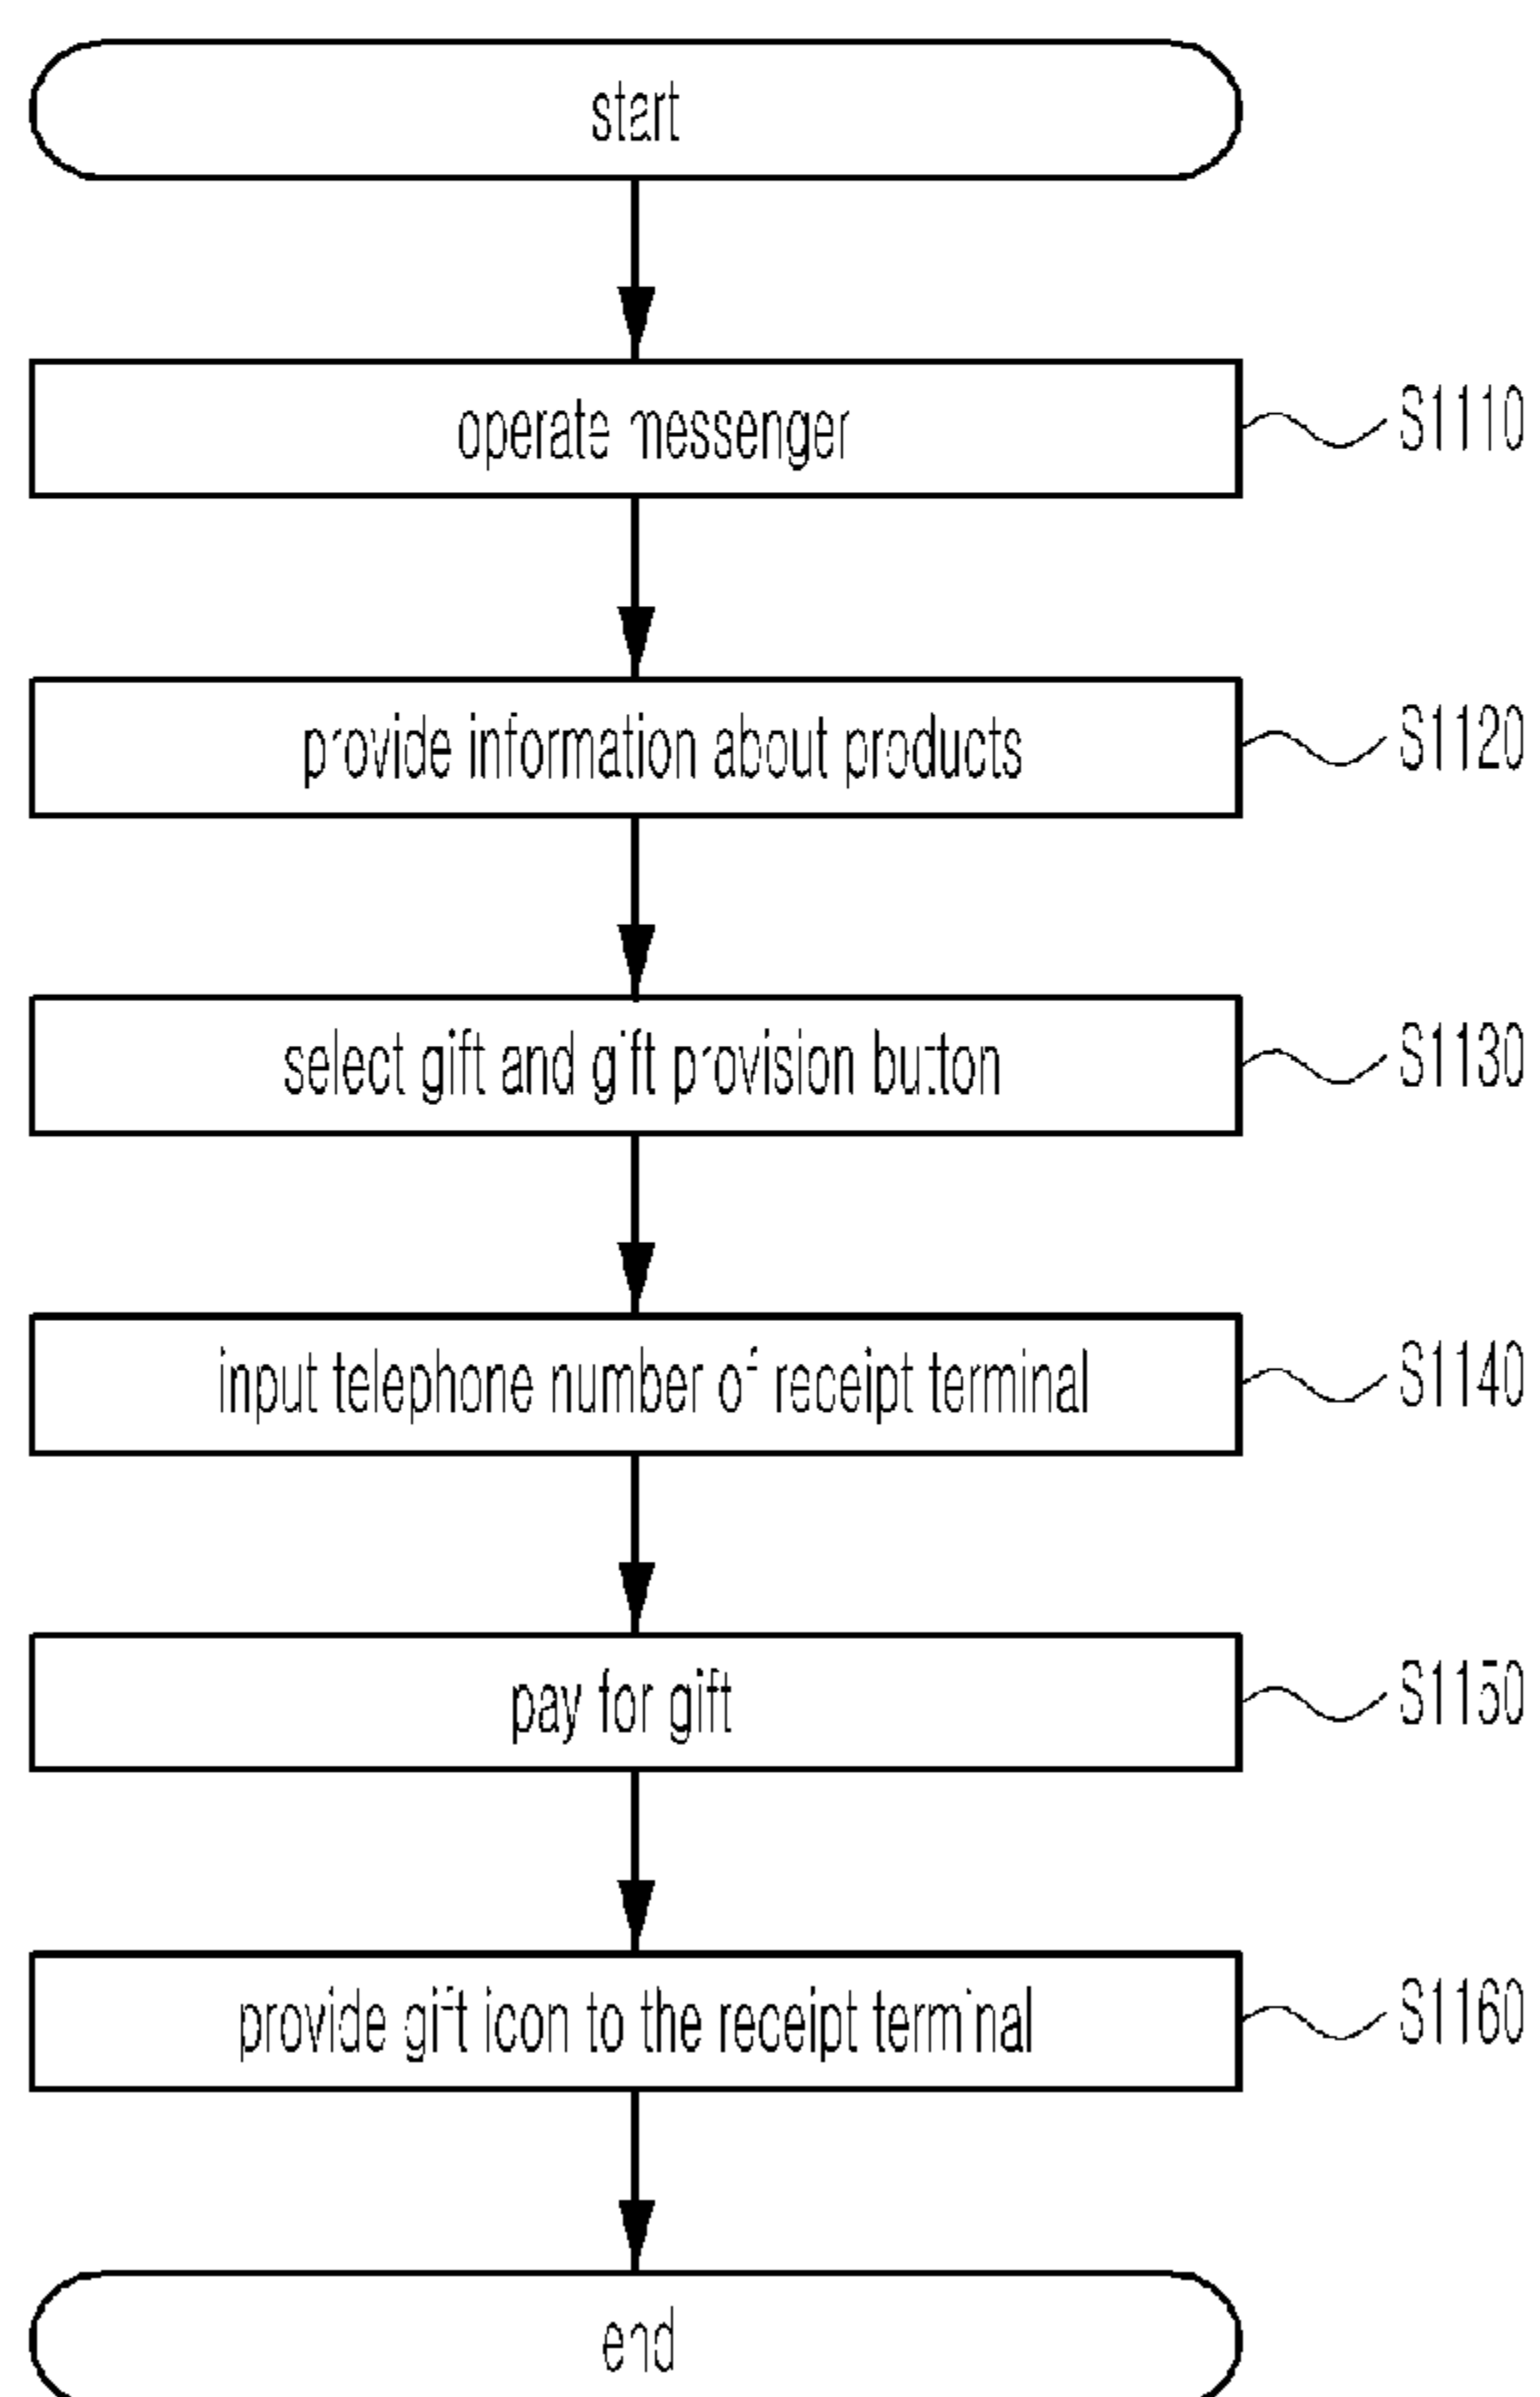 start
operate messenger
S1110
provide information about products
S1120
select gift and gift provision button
S1130
input telephone number of receipt terminal
S1140
pay for gift
S1150
provide gift icon to the receipt terminal
S1160
end